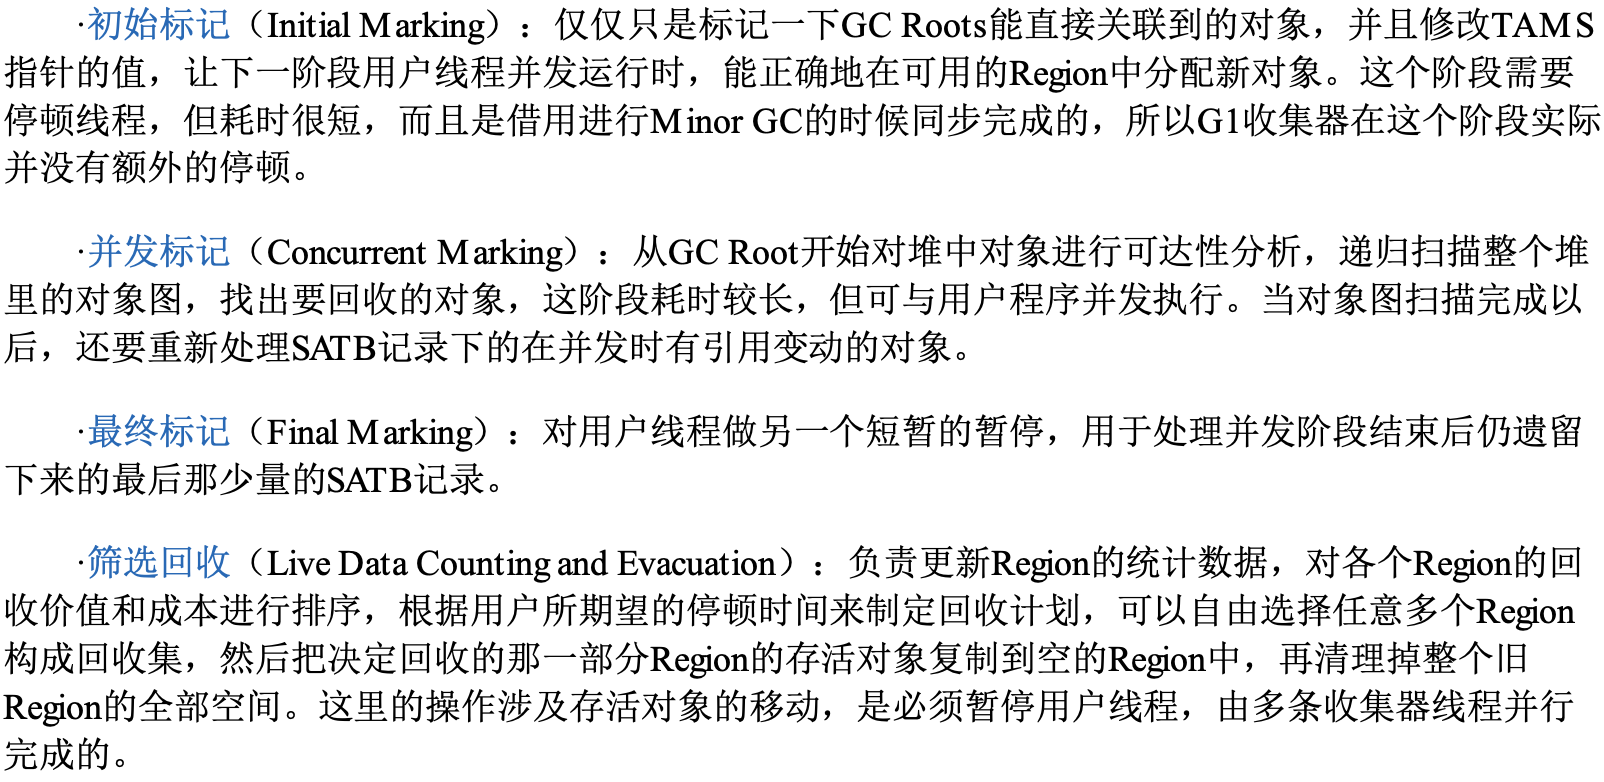 ·初始标记（Initial Marking）：仅仅只是标记一下GC Roots能直接关联到的对象，并且修改TAMS
指针的值，让下一阶段用户线程并发运行时，能正确地在可用的Region中分配新对象。这个阶段需要
停顿线程，但耗时很短，而且是借用进行Minor GC的时候同步完成的，所以G1收集器在这个阶段实际
并没有额外的停顿。
·并发标记（Concurrent Marking）：从GC Root开始对堆中对象进行可达性分析，递归扫描整个堆
里的对象图，找出要回收的对象，这阶段耗时较长，但可与用户程序并发执行。当对象图扫描完成以
后，还要重新处理SATB记录下的在并发时有引用变动的对象。
·最终标记（Final Marking）：对用户线程做另一个短暂的暂停，用于处理并发阶段结束后仍遗留
下来的最后那少量的SATB记录。
·筛选回收（Live Data Counting and Evacuation）：负责更新Region的统计数据，对各个Region的回
收价值和成本进行排序，根据用户所期望的停顿时间来制定回收计划，可以自由选择任意多个Region
构成回收集，然后把决定回收的那一部分Region的存活对象复制到空的Region中，再清理掉整个旧
Region的全部空间。这里的操作涉及存活对象的移动，是必须暂停用户线程，由多条收集器线程并行
完成的。